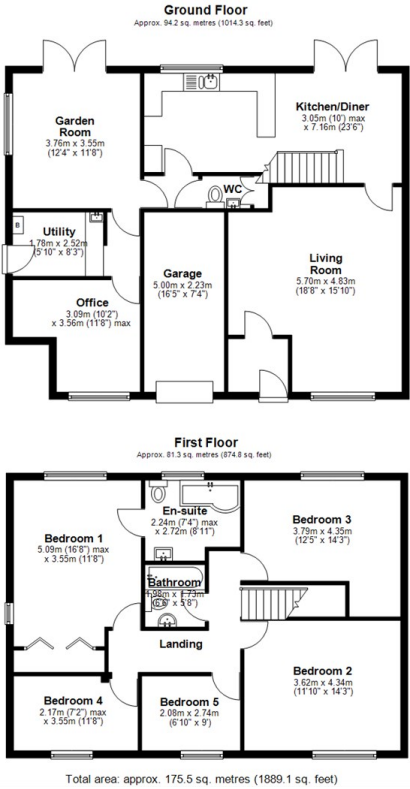 Ground Floor
Approx. 94.2 sq. metres (1014.3 sq. feet)
Garden
Room
3.76m x 3.55m
(12'4" x 11'8")
Kitchen/Diner
3.05m (10') max
x 7.16m (23'6")
WC
B
Utility
1.78m x 2.52m
(5'10" x 8'3")
Garage
5.00m x 2.23m
(16'5" x 7'4")
Living
Room
5.70m x 4.83m
(18'8" x 15'10")
Office
3.09m (10'2")
x 3.56m (11'8") max
First Floor
Approx. 81.3 sq. metres (874.8 sq. feet)
Bedroom 1
5.09m (16'8") max
x 3.55m (11'8")
En-suite
2.24m (7'4") max
x 2.72m (8'11")
Bedroom 3
3.79m x 4.35m
(12'5" x 14'3")
Bathroom
1.98m x 1.73m
(6'6" x 5'8")
Landing
Bedroom 2
3.62m x 4.34m
(11'10" x 14'3")
Bedroom 4
2.17m (7'2") max
x 3.55m (11'8")
Bedroom 5
2.08m x 2.74m
(6'10" x 9')
Total area: approx. 175.5 sq. metres (1889.1 sq. feet)